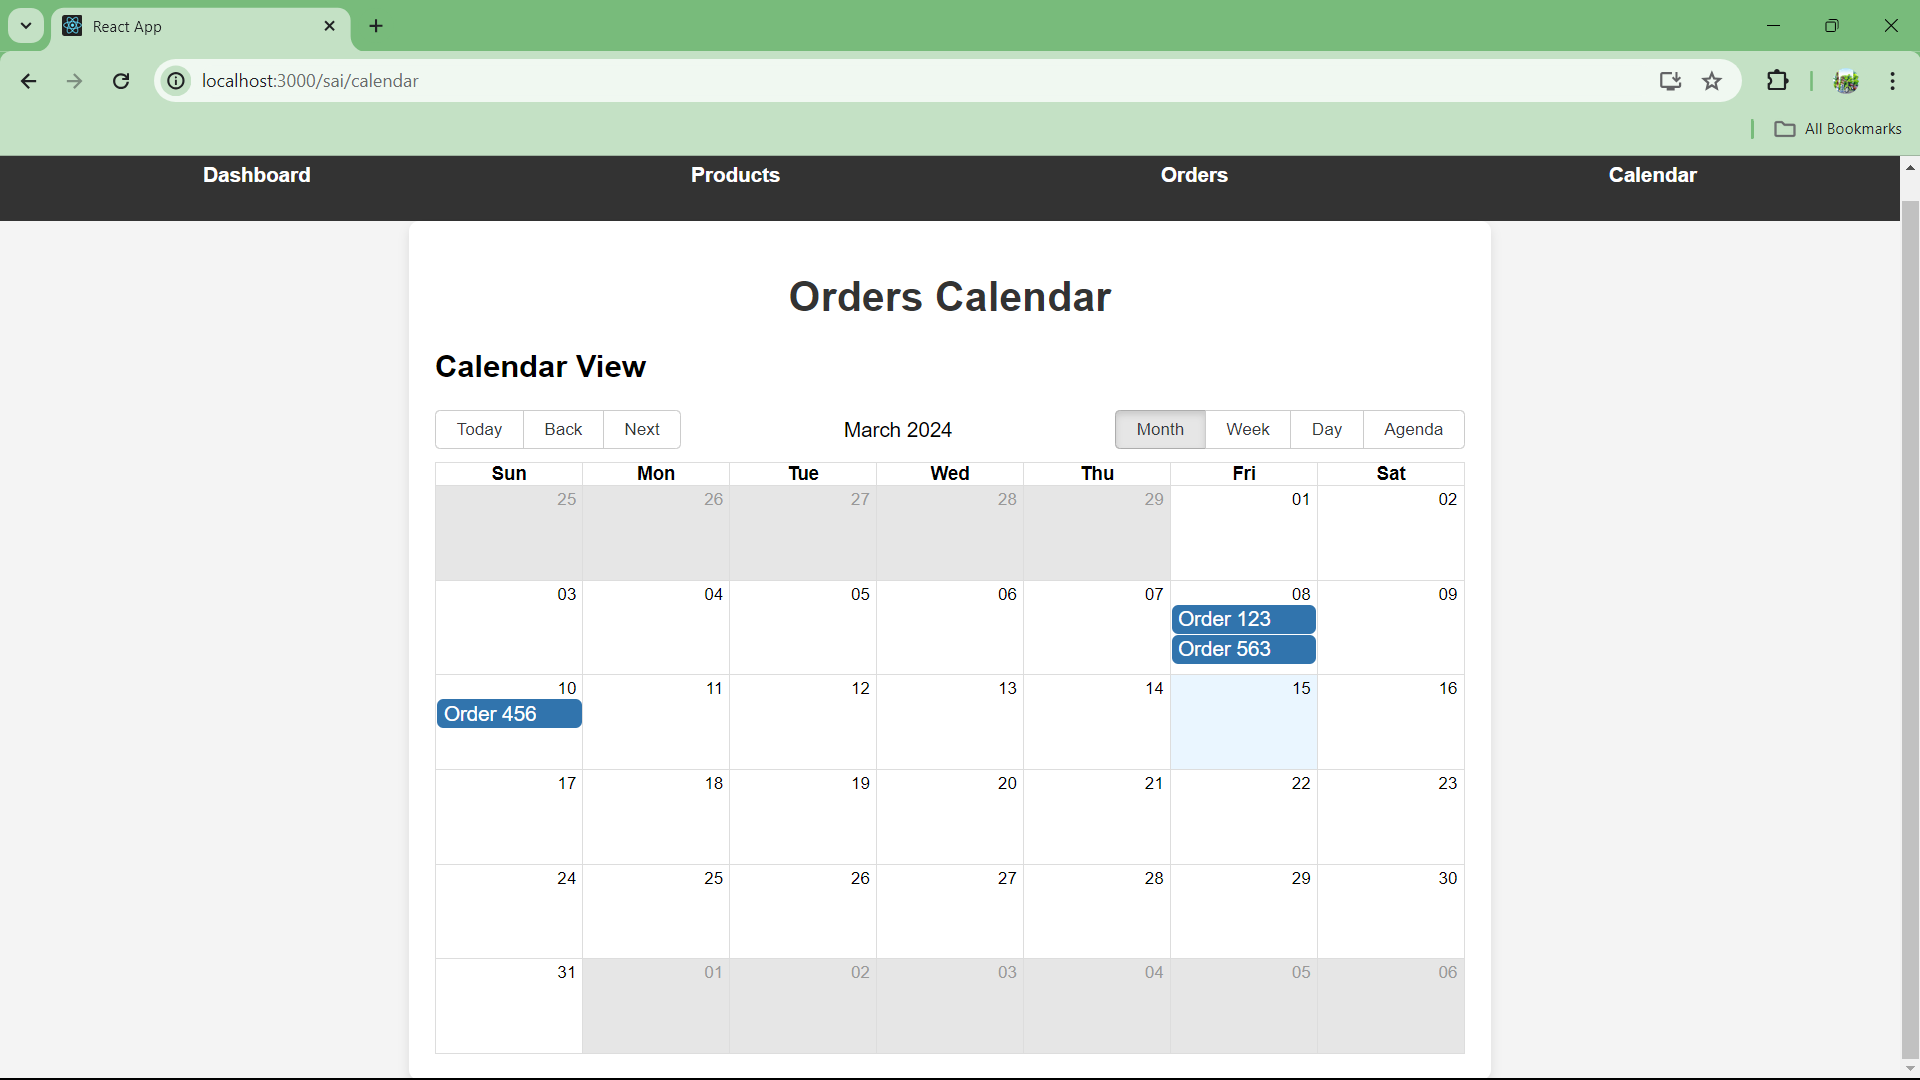 React App
localhost:3000/sai/calendar
All Bookmarks
Dashboard Products Orders Calendar
Orders Calendar
Calendar View
Today Back Next March 2024 Month Week Day Agenda
Sun Mon Tue Wed Thu Fri Sat
25 26 27 28 29 01 02
03 04 05 06 07 08 09
Order 123
Order 563
10 11 12 13 14 15 16
Order 456
17 18 19 20 21 22 23
24 25 26 27 28 29 30
31 01 02 03 04 05 06